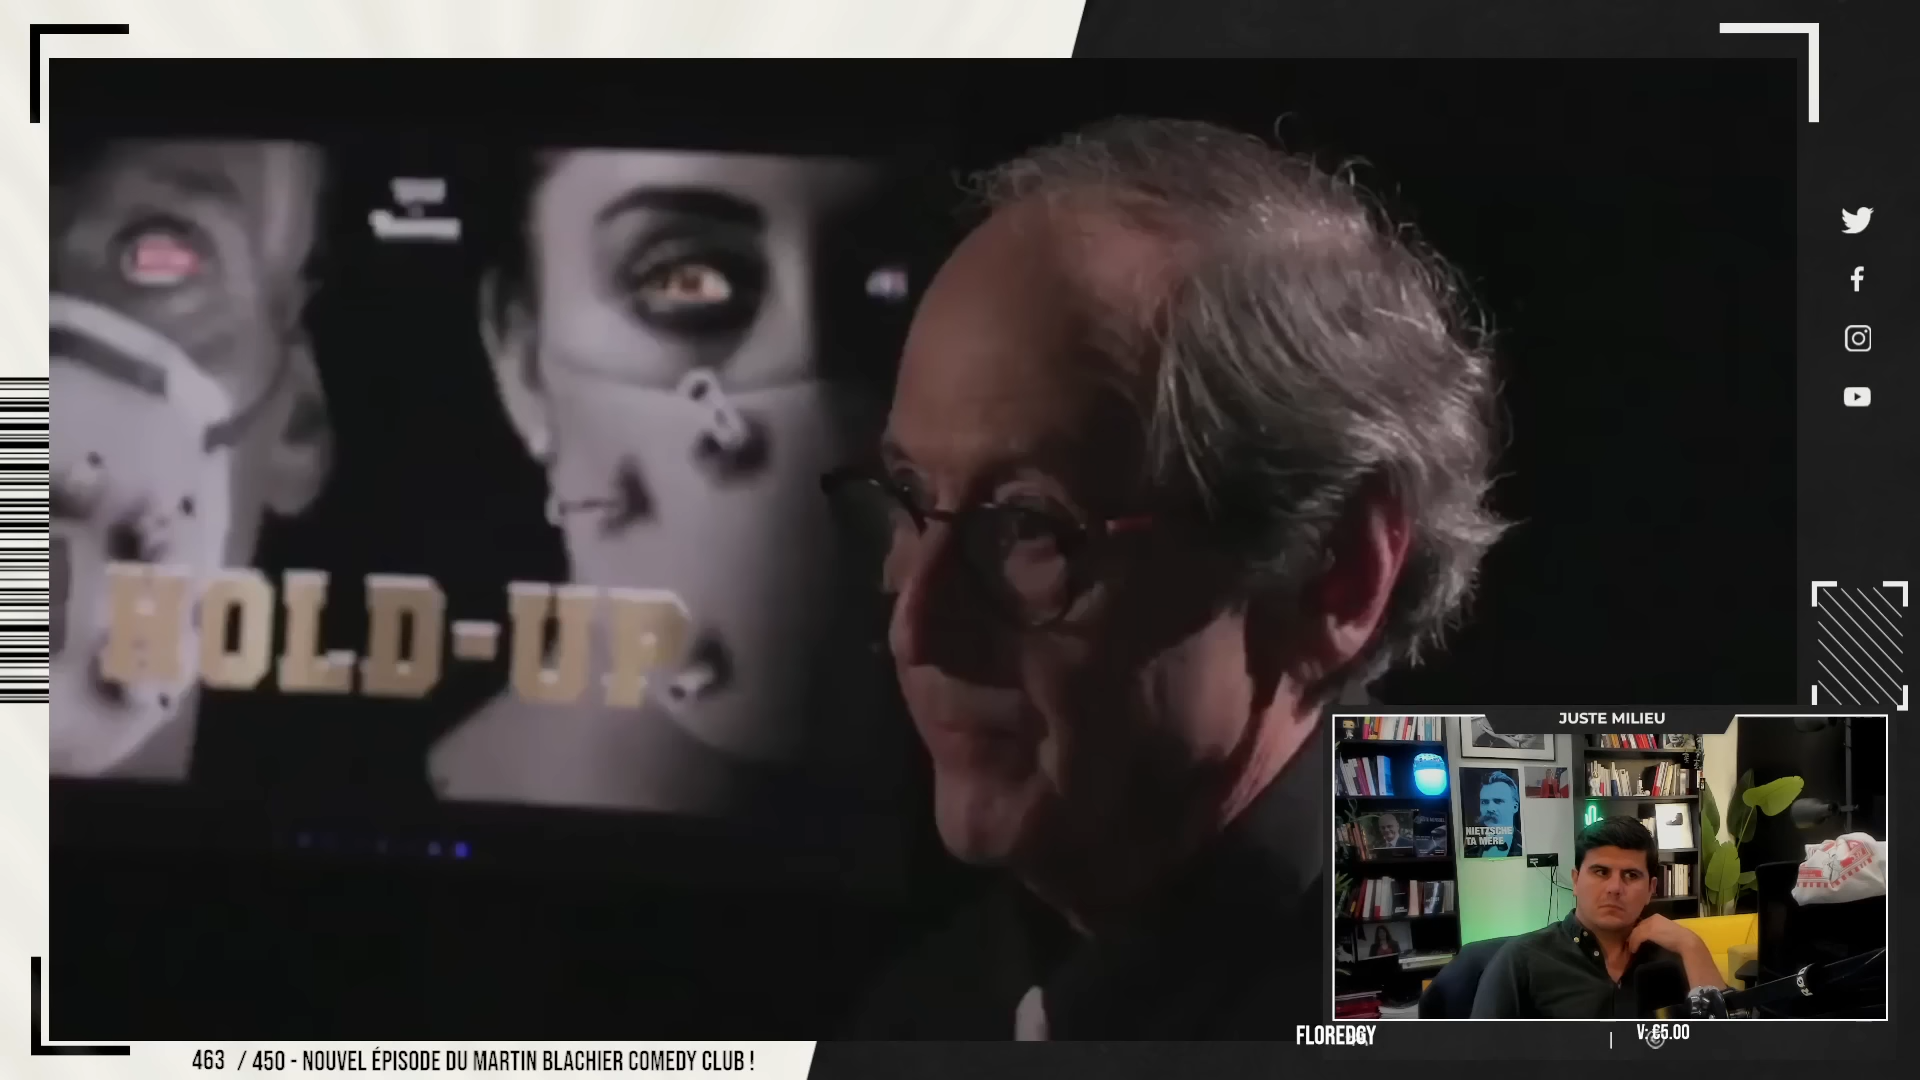 HOLD-UP
JUSTE MILIEU
NIETZSCHE
TA MÈRE
RØDE
FLOREDGY
V: €5.00
463 / 450 - NOUVEL ÉPISODE DU MARTIN BLACHIER COMEDY CLUB !